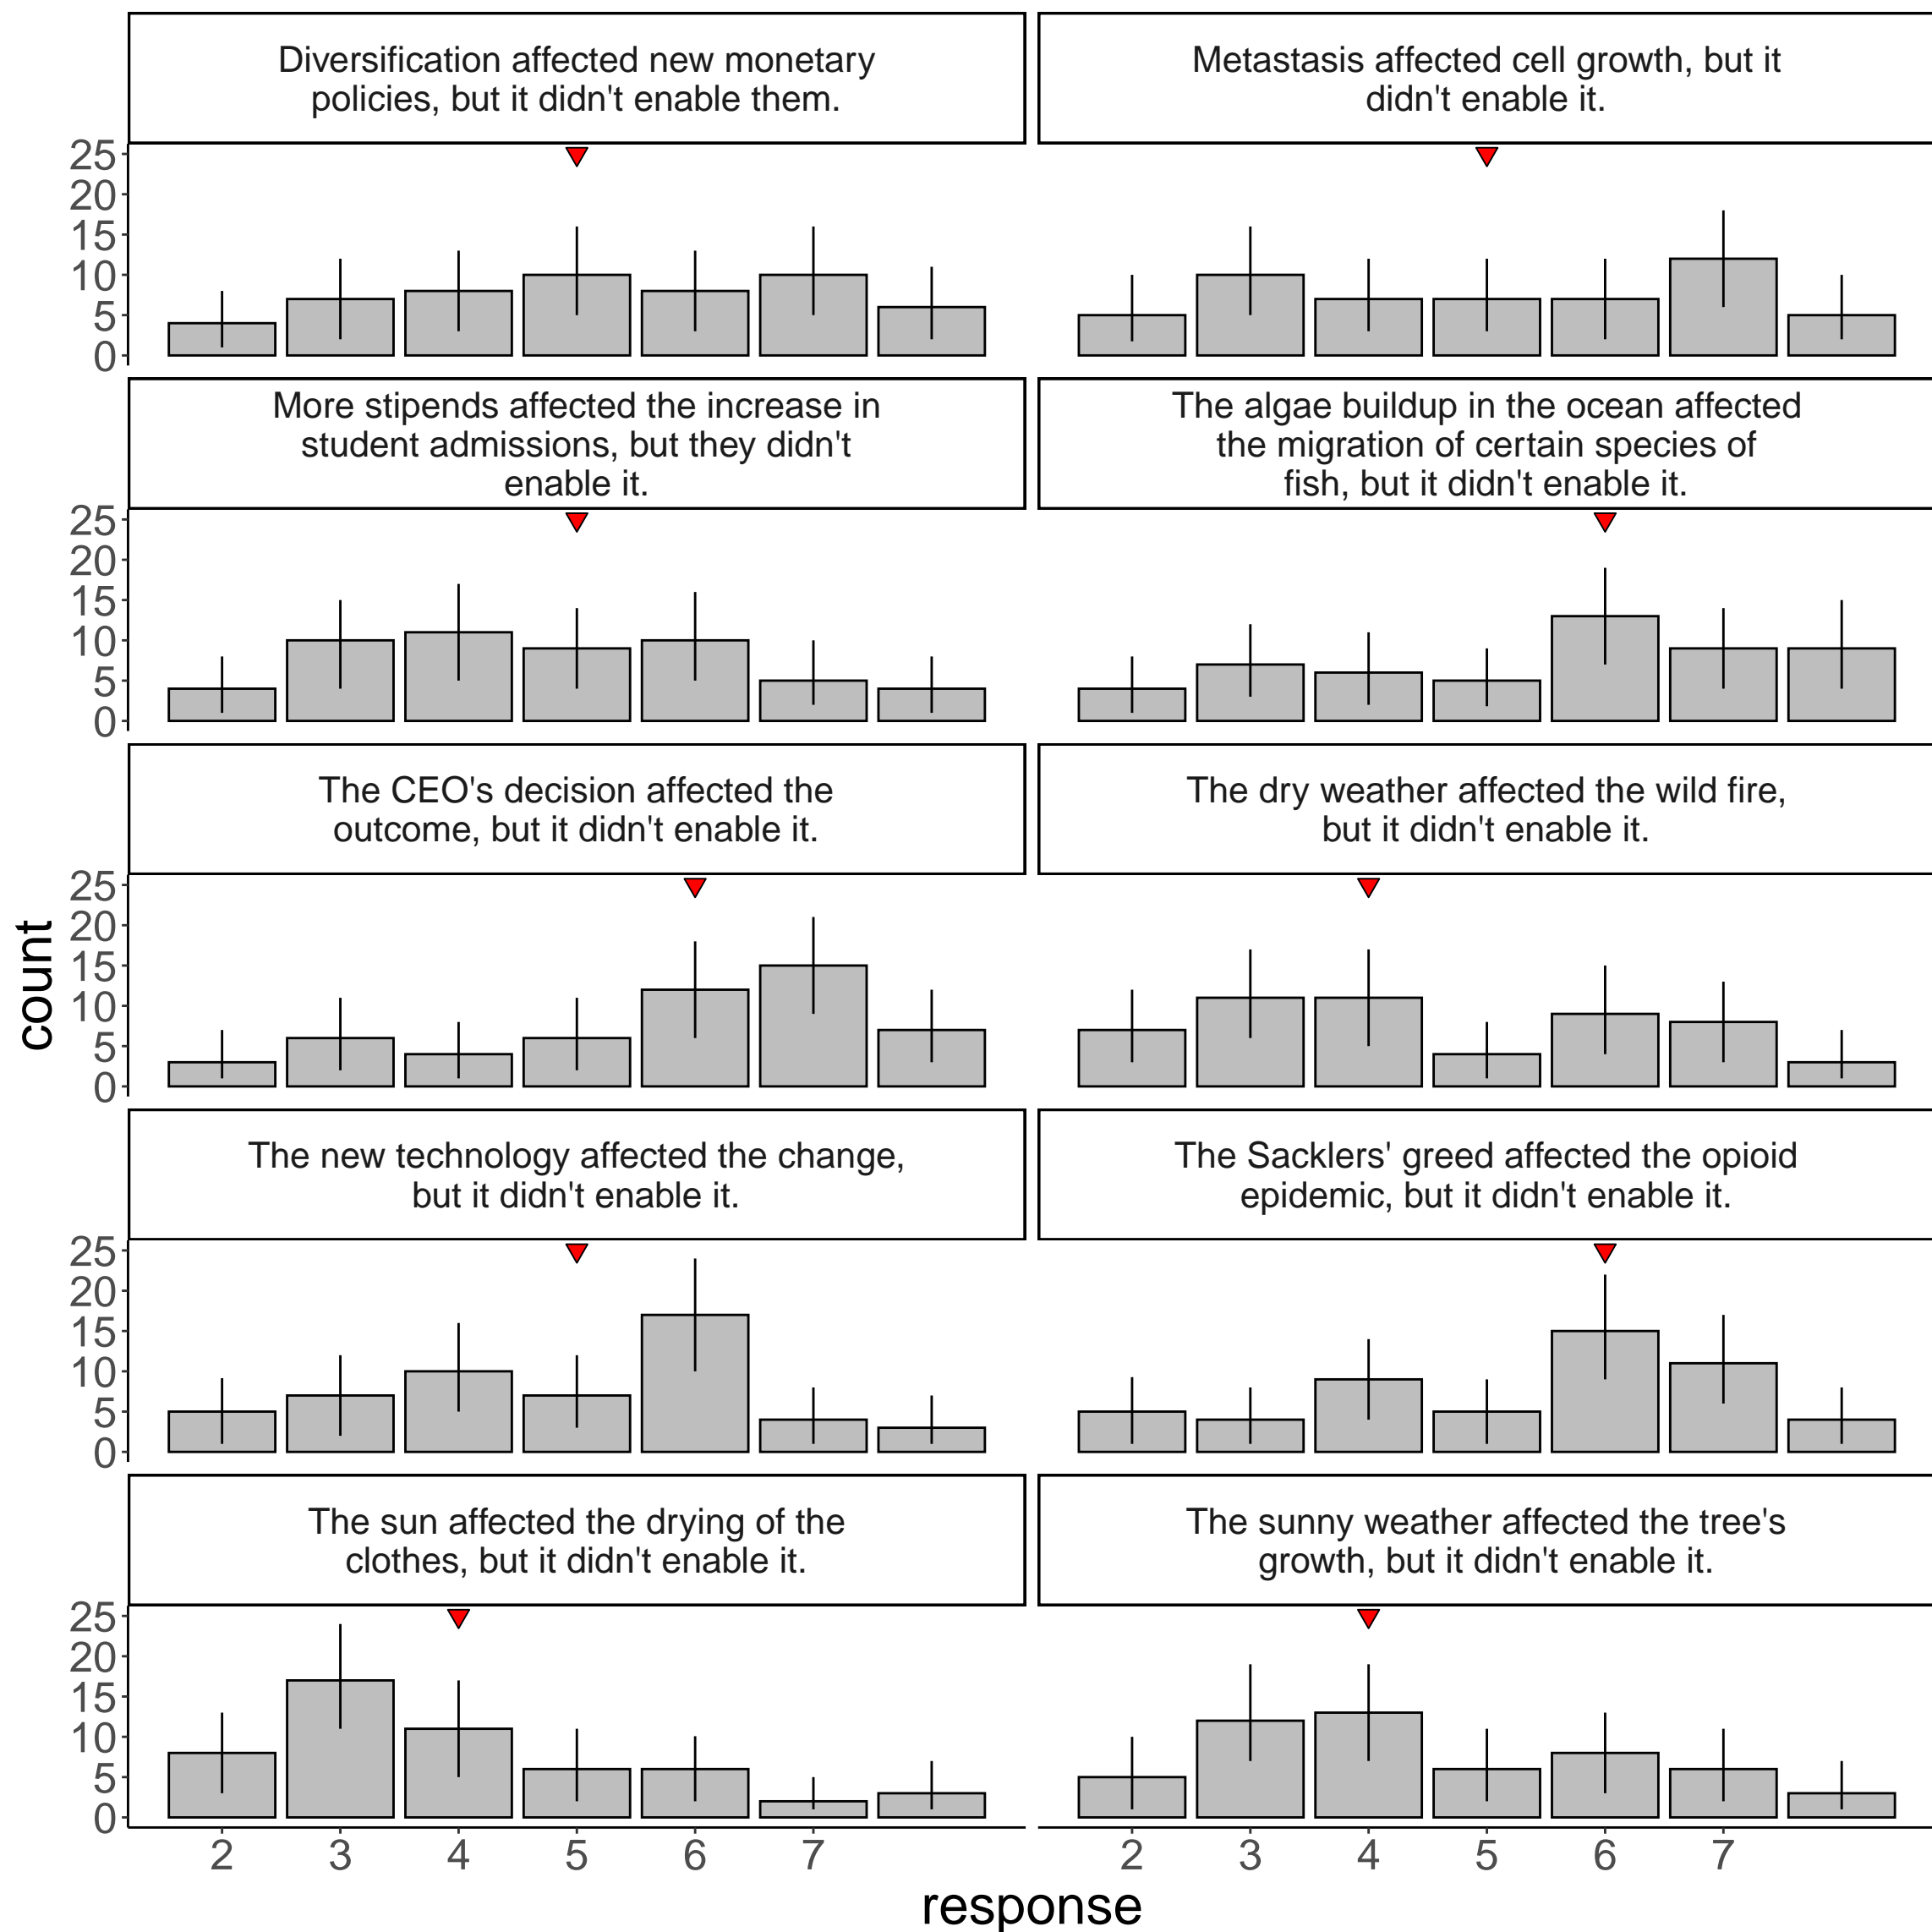 Diversification affected new monetary
policies, but it didn't enable them.
Metastasis affected cell growth, but it
didn't enable it.
25
20
15
10
5
0
More stipends affected the increase in
student admissions, but they didn't
enable it.
The algae buildup in the ocean affected
the migration of certain species of
fish, but it didn't enable it.
25
20
15
10
5
0
The CEO's decision affected the
outcome, but it didn't enable it.
The dry weather affected the wild fire,
but it didn't enable it.
count
25
20
15
10
5
0
The new technology affected the change,
but it didn't enable it.
The Sacklers' greed affected the opioid
epidemic, but it didn't enable it.
25
20
15
10
5
0
The sun affected the drying of the
clothes, but it didn't enable it.
The sunny weather affected the tree's
growth, but it didn't enable it.
25
20
15
10
5
0
2 3 4 5 6 7
2 3 4 5 6 7
response